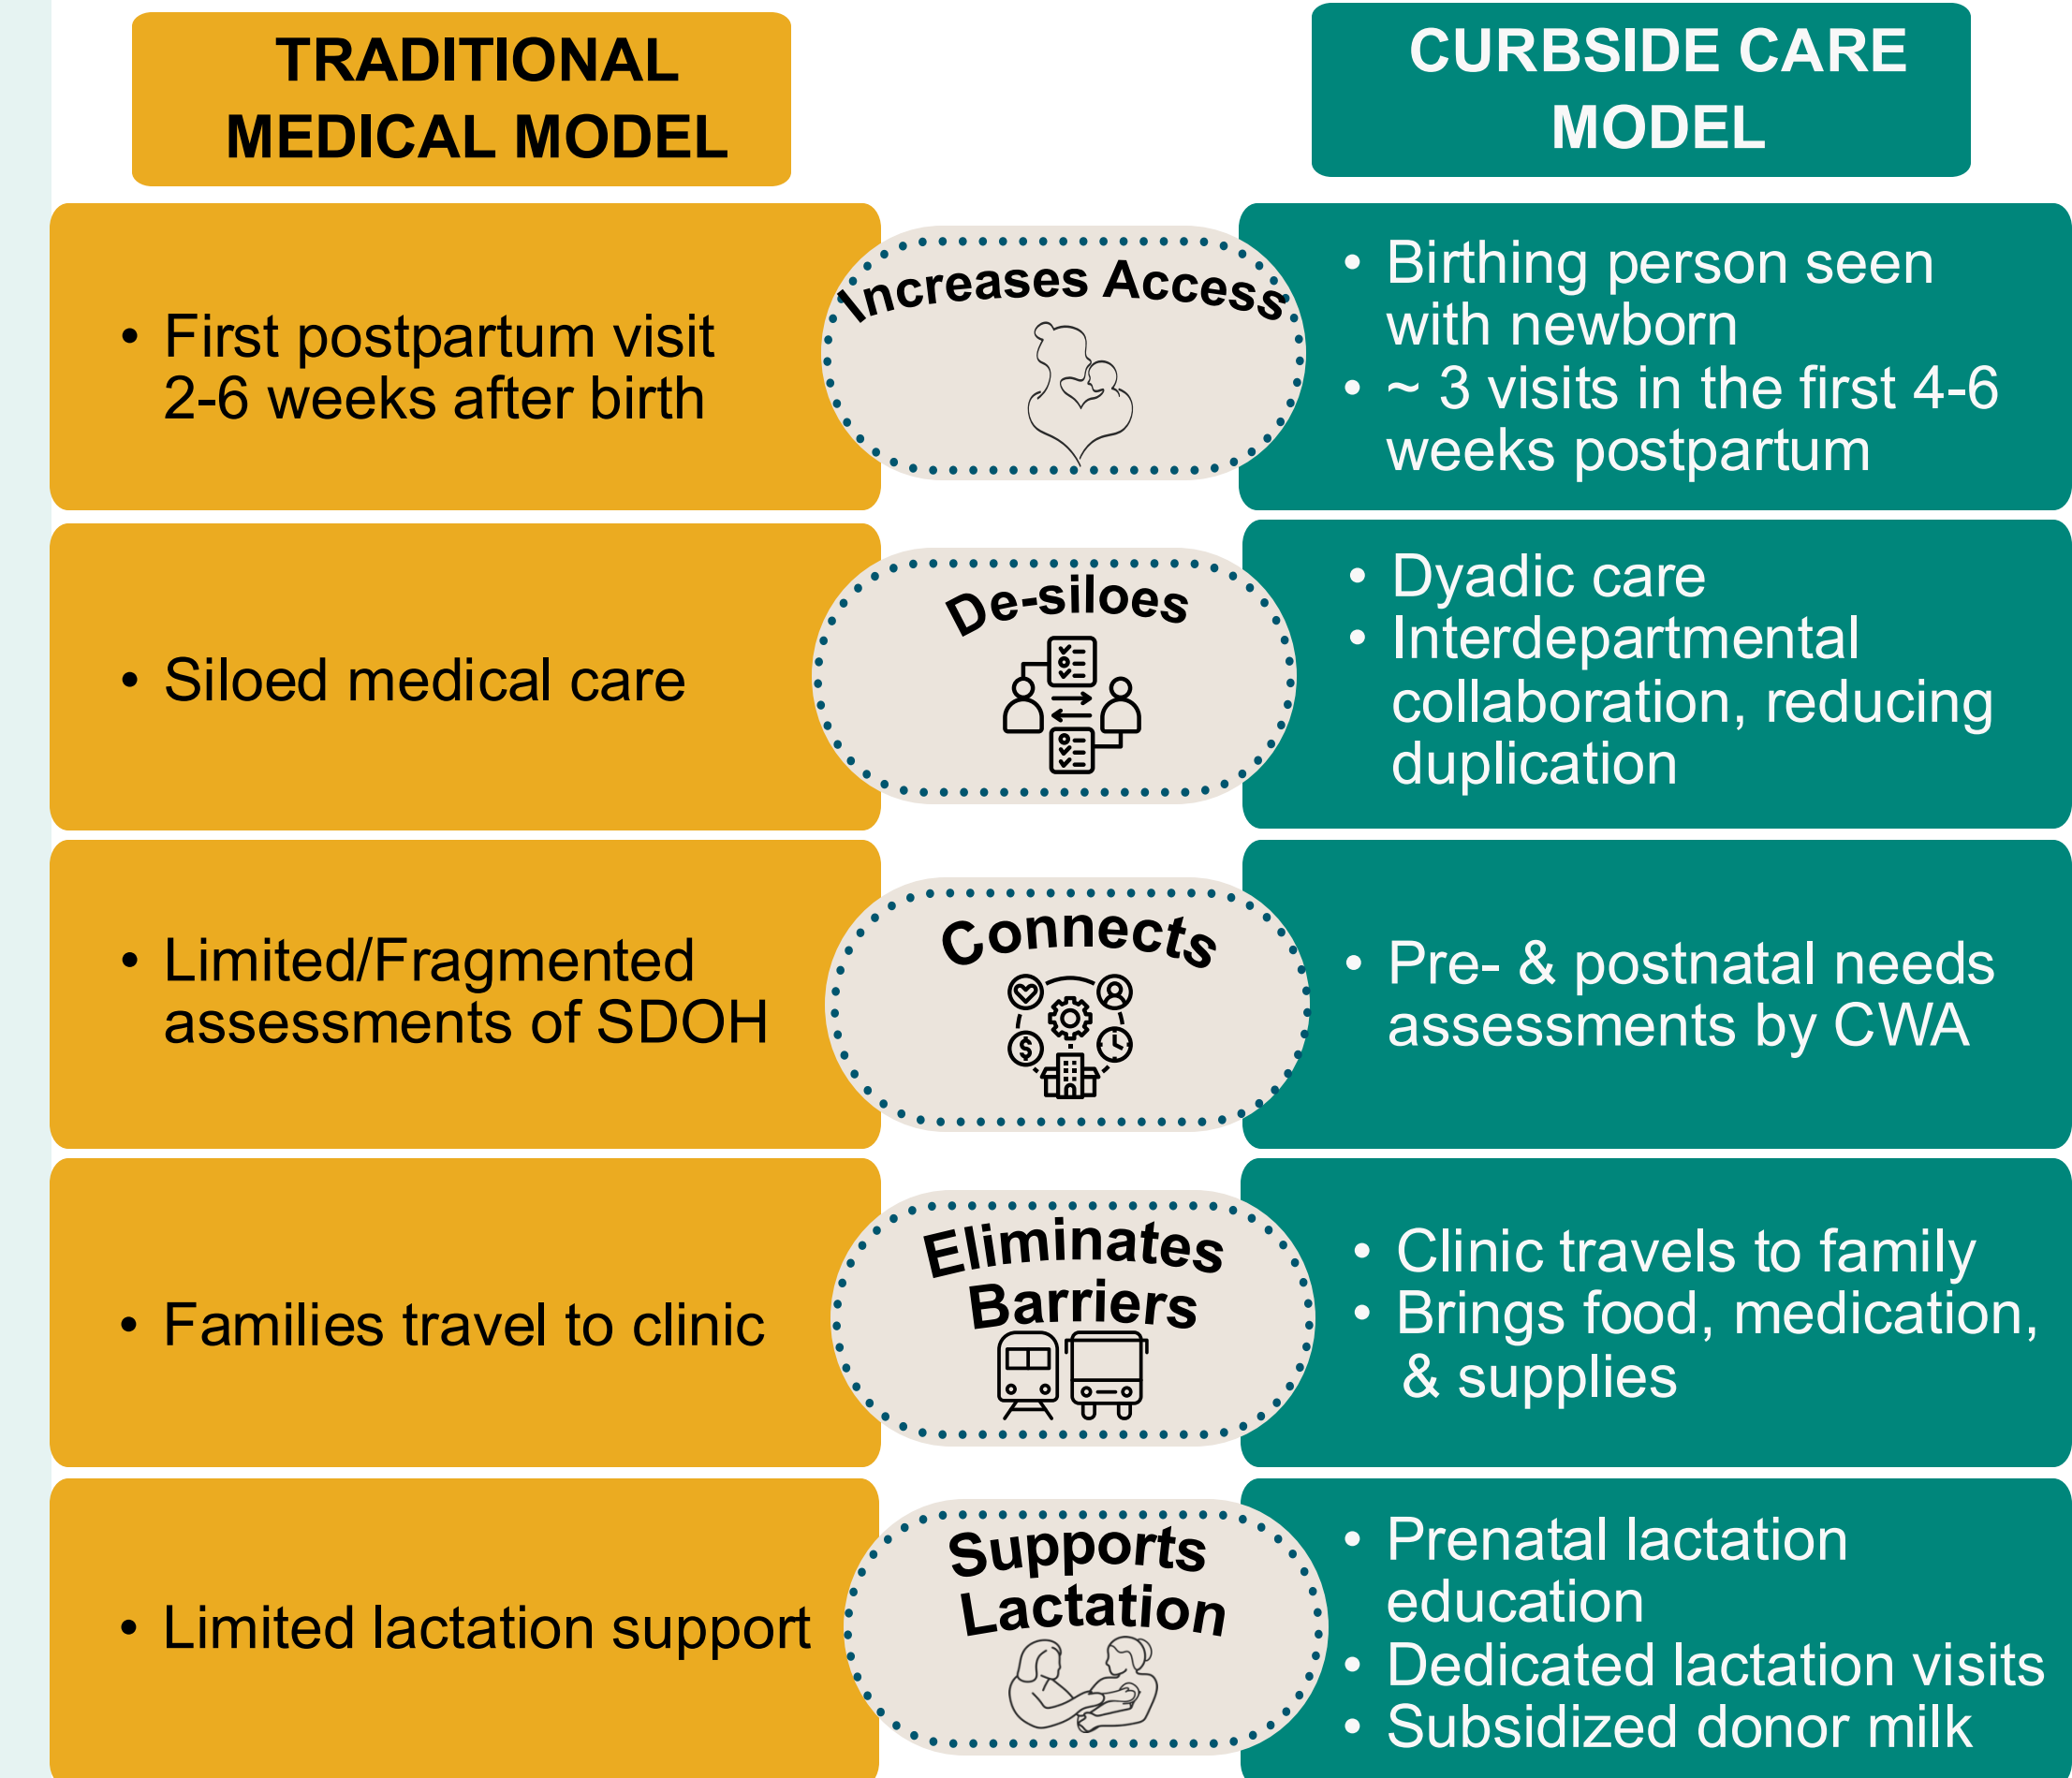 TRADITIONAL
MEDICAL MODEL
CURBSIDE CARE
MODEL
• First postpartum visit
2-6 weeks after birth
Increases Access
• Birthing person seen
with newborn
• ~ 3 visits in the first 4-6
weeks postpartum
• Siloed medical care
De-siloes
• Dyadic care
• Interdepartmental
collaboration, reducing
duplication
• Limited/Fragmented
assessments of SDOH
Connects
• Pre- & postnatal needs
assessments by CWA
• Families travel to clinic
Eliminates
Barriers
• Clinic travels to family
• Brings food, medication,
& supplies
• Limited lactation support
Supports
Lactation
• Prenatal lactation
education
• Dedicated lactation visits
• Subsidized donor milk